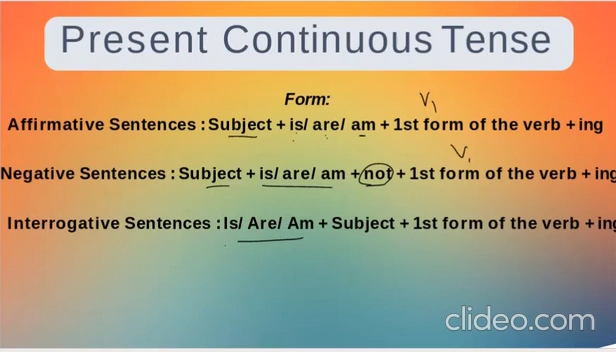 Present Continuous Tense
Form:
V1
Affirmative Sentences : Subject + is/ are/ am + 1st form of the verb + ing
V1
Negative Sentences : Subject + is/ are/ am + not + 1st form of the verb + ing
Interrogative Sentences : Is/ Are/ Am + Subject + 1st form of the verb + ing
clideo.com